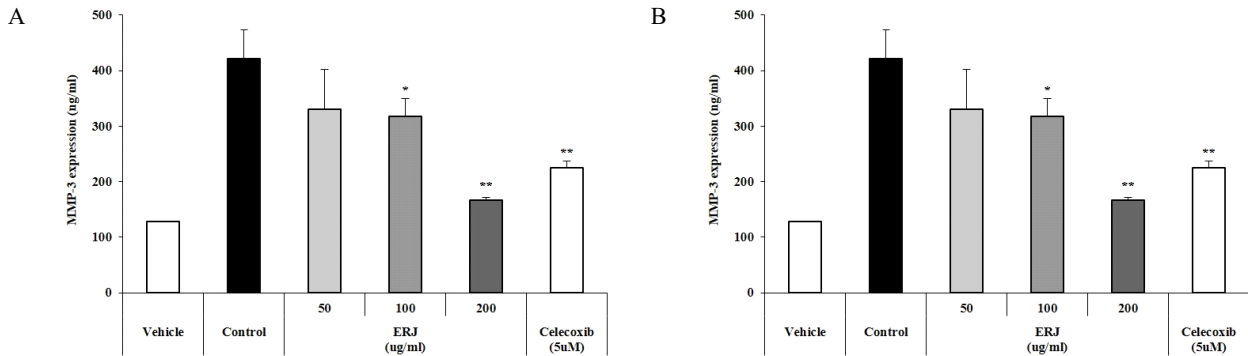 A
MMP-3 expression (ng/ml)
500
400
300
200
100
0
*
**
**
50 100 200
Vehicle Control ERJ Celecoxib
(ug/ml) (5uM)
B
MMP-3 expression (ng/ml)
500
400
300
200
100
0
*
**
**
50 100 200
Vehicle Control ERJ Celecoxib
(ug/ml) (5uM)